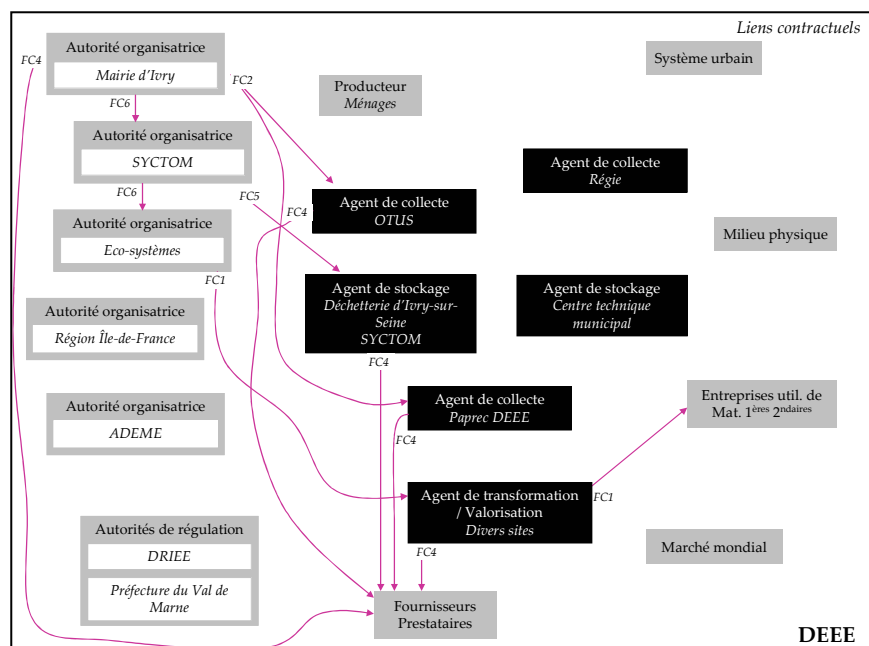 Liens contractuels
FC4
Autorité organisatrice
Mairie d'Ivry
FC2
Producteur
Ménages
Système urbain
FC6
Autorité organisatrice
SYCTOM
Agent de collecte
Régie
FC6
FC5
Agent de collecte
OTUS
FC4
Autorité organisatrice
Eco-systèmes
Milieu physique
FC1
Agent de stockage
Déchetterie d'Ivry-sur-
Seine
SYCTOM
Agent de stockage
Centre technique
municipal
Autorité organisatrice
Région Île-de-France
FC4
Autorité organisatrice
ADEME
Agent de collecte
Paprec DEEE
Entreprises util. de
Mat. 1ères 2ndaires
FC4
Agent de transformation
/ Valorisation
Divers sites
FC1
Autorités de régulation
DRIEE
Préfecture du Val de
Marne
FC4
Marché mondial
Fournisseurs
Prestataires
DEEE